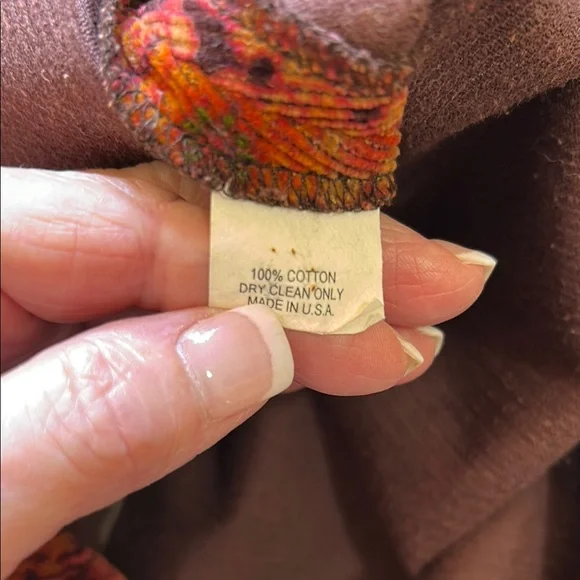 100% COTTON
DRY CLEAN ONLY
MADE IN U.S.A.